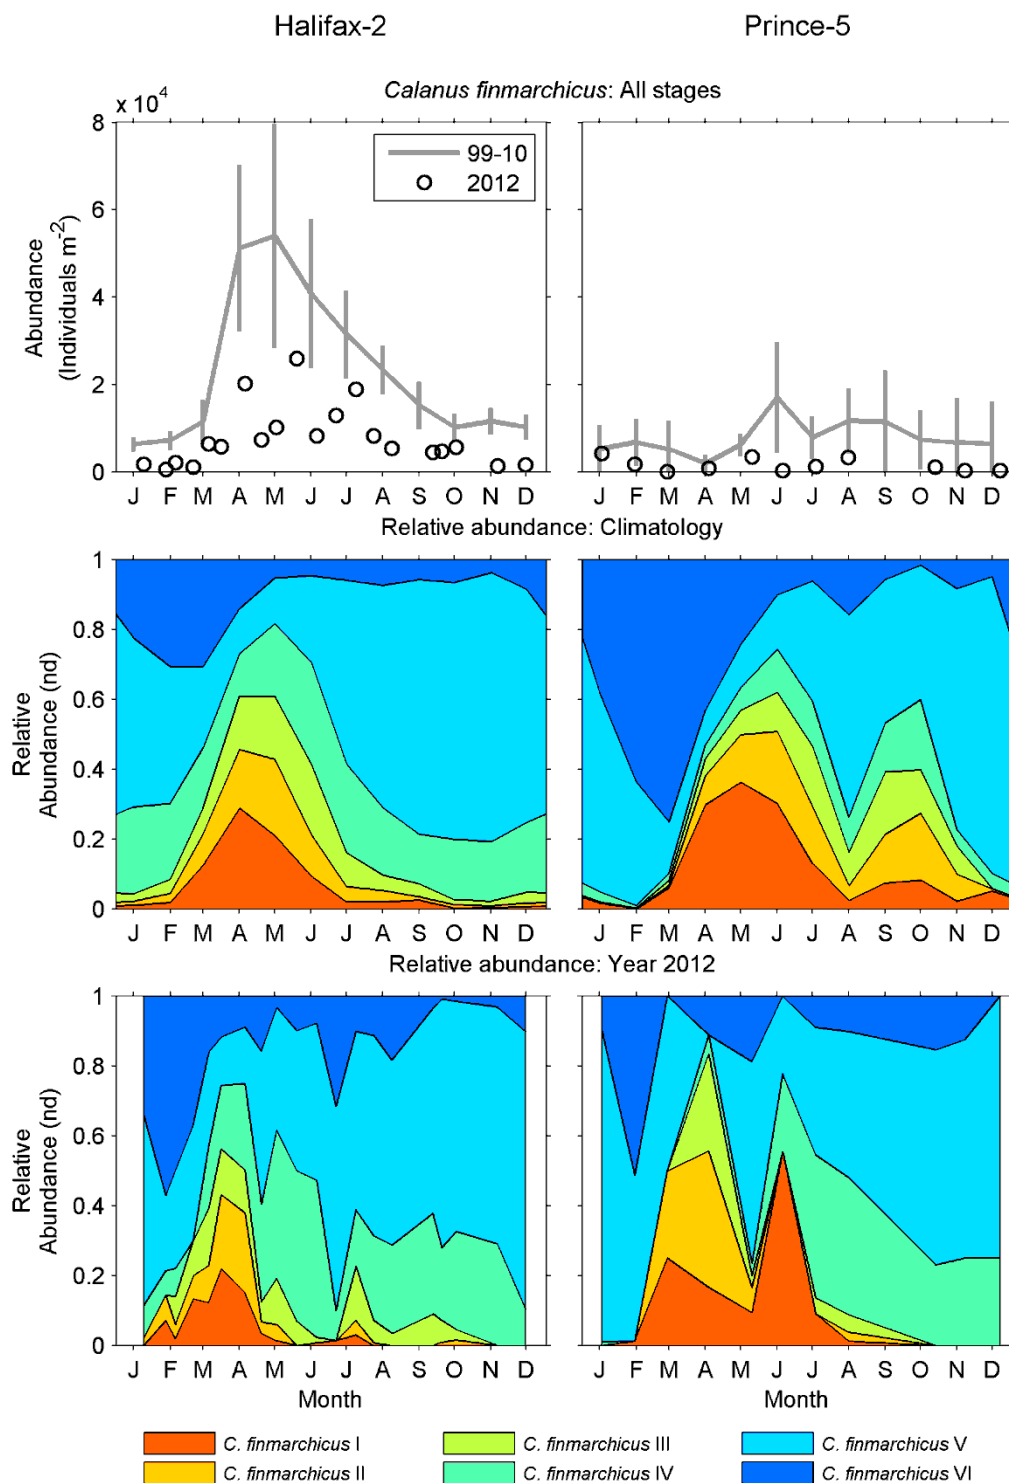 Halifax-2 Prince-5
Calanus finmarchicus: All stages
x 10^4
8
6
4
2
0
Abundance
(Individuals m^-2)
99-10
2012
J F M A M J J A S O N D
J F M A M J J A S O N D
Relative abundance: Climatology
1
0.8
0.6
0.4
0.2
0
Relative
Abundance (nd)
J F M A M J J A S O N D
J F M A M J J A S O N D
Relative abundance: Year 2012
1
0.8
0.6
0.4
0.2
0
Relative
Abundance (nd)
J F M A M J J A S O N D
J F M A M J J A S O N D
Month Month
C. finmarchicus I C. finmarchicus III C. finmarchicus V
C. finmarchicus II C. finmarchicus IV C. finmarchicus VI